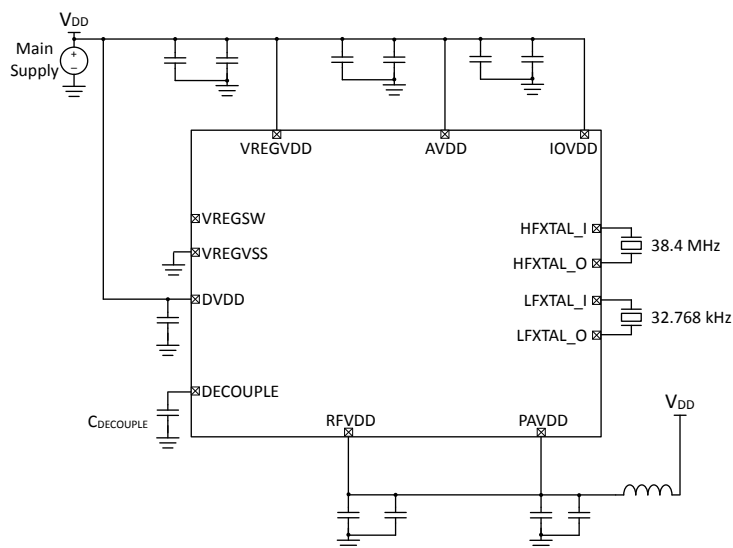 VDD
Main
Supply
+
–
VREGVDD
AVDD
IOVDD
VREGSW
HFXTAL_I
38.4 MHz
VREGVSS
HFXTAL_O
DVDD
LFXTAL_I
32.768 kHz
LFXTAL_O
DECOUPLE
CDECOUPLE
RFVDD
PAVDD
VDD